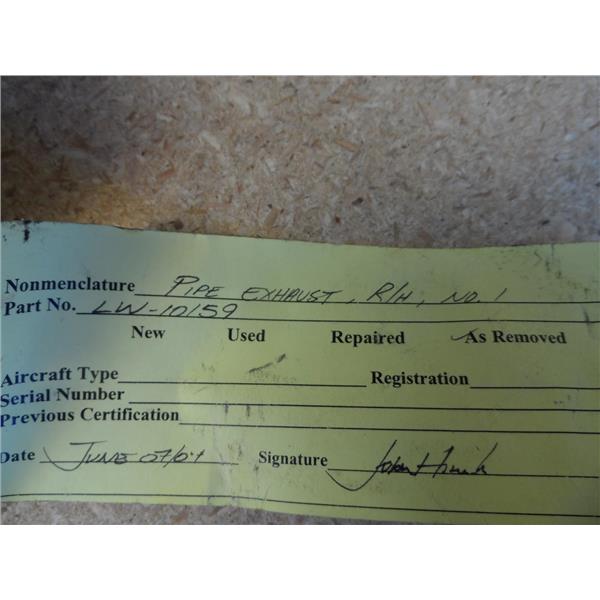 Nonmenclature PIPE EXHAUST, R/H, NO. 1
Part No. LW-10159
New Used Repaired ✓As Removed
Aircraft Type Registration
Serial Number
Previous Certification
Date JUNE 07/ Signature John